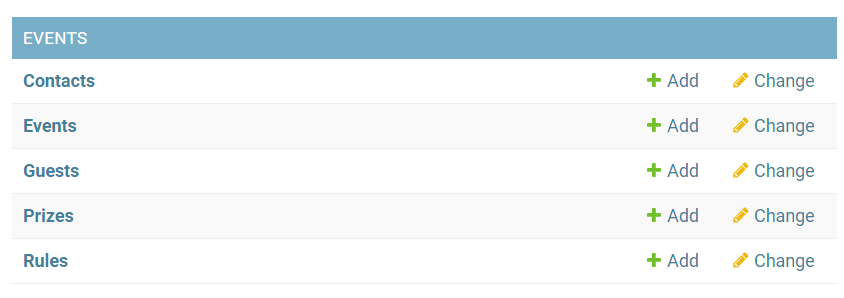 EVENTS
Contacts Add Change
Events Add Change
Guests Add Change
Prizes Add Change
Rules Add Change